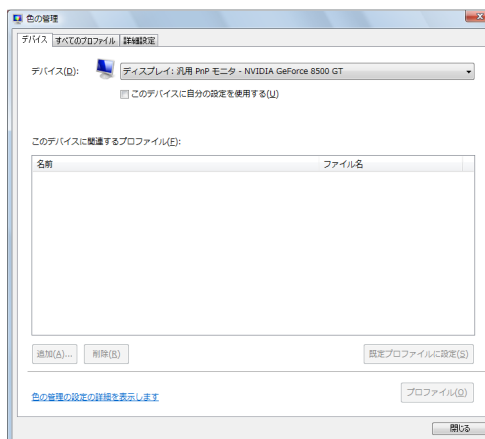 色の管理
デバイス すべてのプロファイル 詳細設定
デバイス(D): ディスプレイ: 汎用 PnP モニタ - NVIDIA GeForce 8500 GT
このデバイスに自分の設定を使用する(U)
このデバイスに関連するプロファイル(F):
名前 ファイル名
追加(A)... 削除(R) 既定プロファイルに設定(S)
色の管理の設定の詳細を表示します プロファイル(O)
閉じる